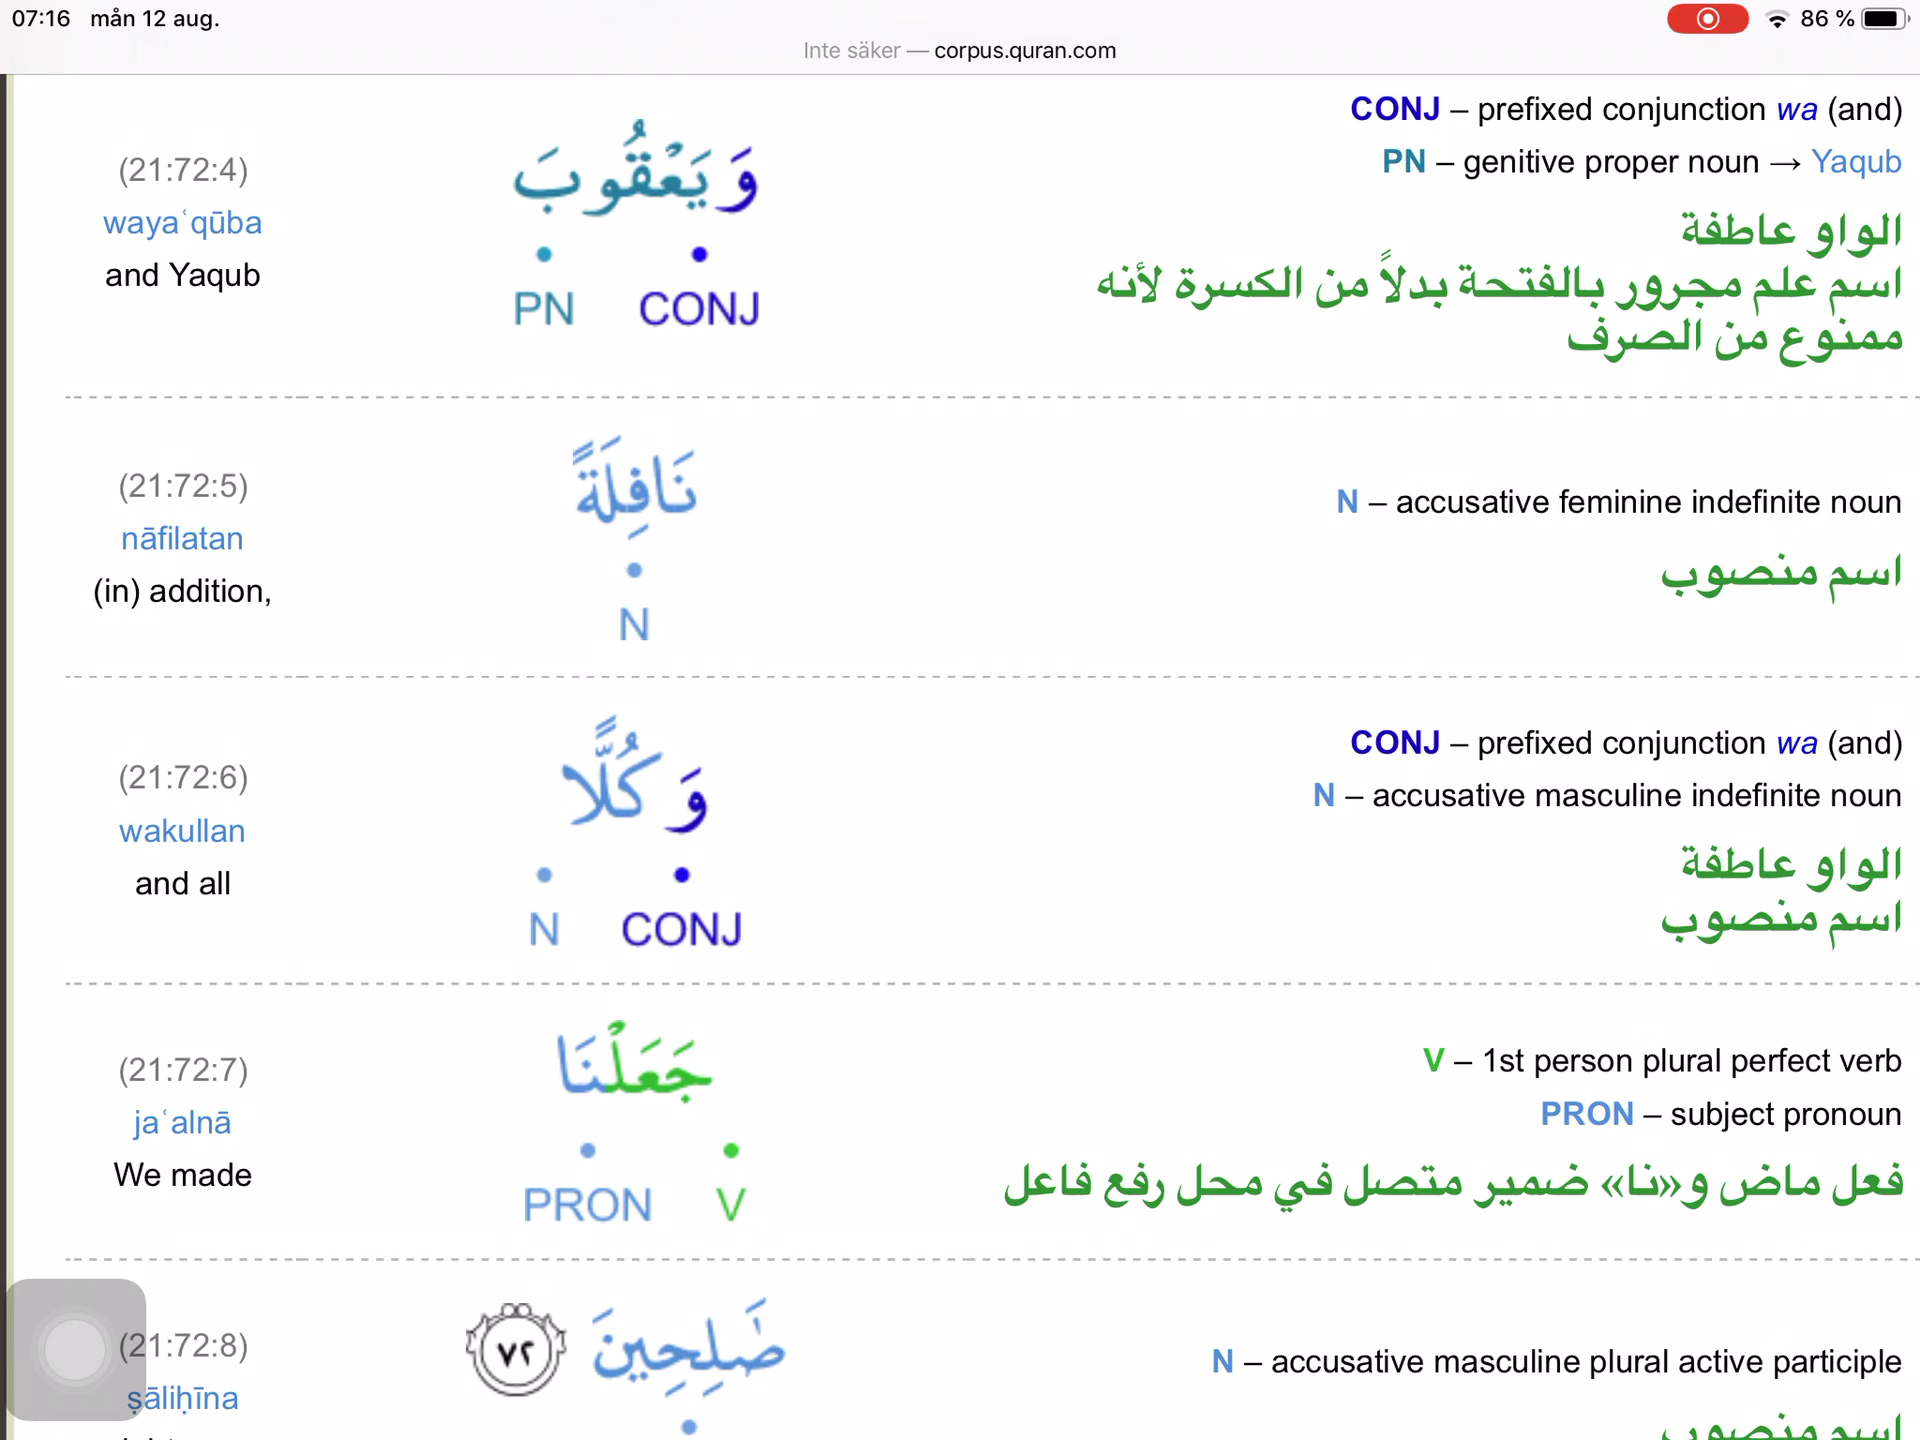 07:16 mån 12 aug.
86 %
Inte säker — corpus.quran.com
(21:72:4)
wayaʿqūba
and Yaqub
وَيَعْقُوبَ
PN CONJ
CONJ – prefixed conjunction wa (and)
PN – genitive proper noun → Yaqub
الواو عاطفة
اسم علم مجرور بالفتحة بدلاً من الكسرة لأنه
ممنوع من الصرف
(21:72:5)
nāfilatan
(in) addition,
نَافِلَةً
N
N – accusative feminine indefinite noun
اسم منصوب
(21:72:6)
wakullan
and all
وَكُلًّا
N CONJ
CONJ – prefixed conjunction wa (and)
N – accusative masculine indefinite noun
الواو عاطفة
اسم منصوب
(21:72:7)
jaʿalnā
We made
جَعَلْنَا
PRON V
V – 1st person plural perfect verb
PRON – subject pronoun
فعل ماض و«نا» ضمير متصل في محل رفع فاعل
(21:72:8)
ṣāliḥīna
صَٰلِحِينَ ٧٢
N – accusative masculine plural active participle
اسم منصوب